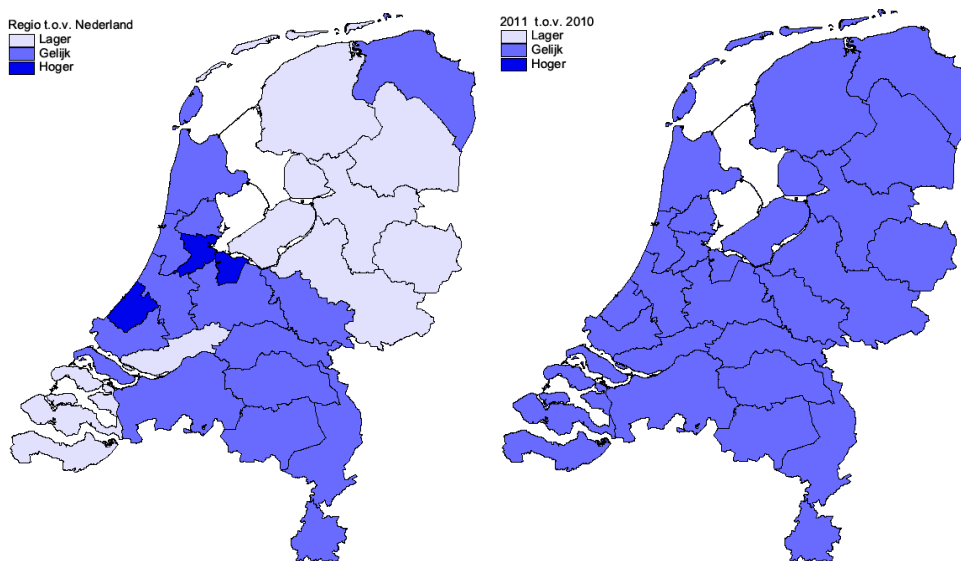 Regio t.o.v. Nederland
Lager
Gelijk
Hoger
2011 t.o.v. 2010
Lager
Gelijk
Hoger